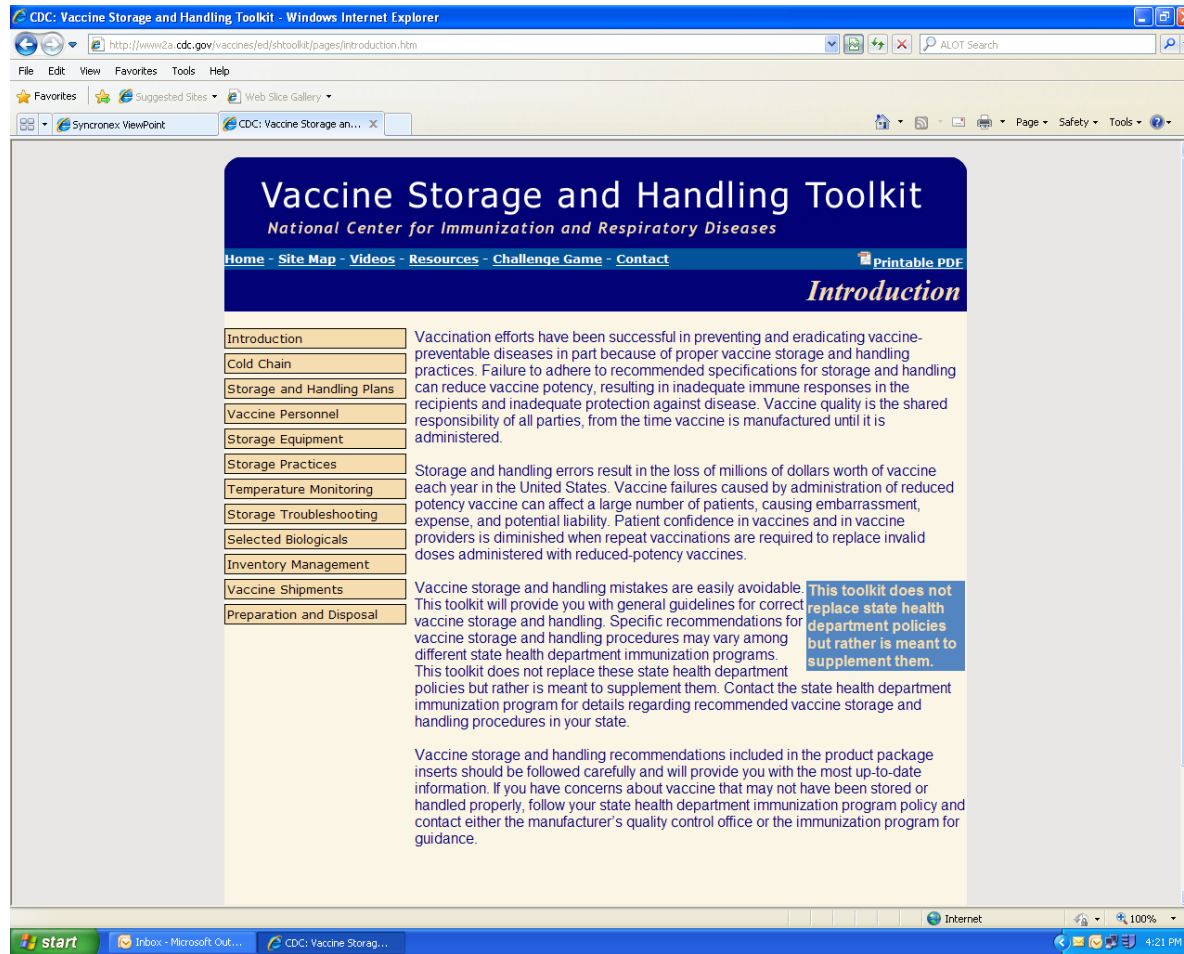 CDC: Vaccine Storage and Handling Toolkit - Windows Internet Explorer
http://www2a.cdc.gov/vaccines/ed/shtoolkit/pages/introduction.htm
ALOT Search
File Edit View Favorites Tools Help
Favorites Suggested Sites Web Slice Gallery
Syncronex ViewPoint CDC: Vaccine Storage an... X Page Safety Tools
Vaccine Storage and Handling Toolkit
National Center for Immunization and Respiratory Diseases
Home - Site Map - Videos - Resources - Challenge Game - Contact Printable PDF
Introduction
Introduction
Cold Chain
Storage and Handling Plans
Vaccine Personnel
Storage Equipment
Storage Practices
Temperature Monitoring
Storage Troubleshooting
Selected Biologicals
Inventory Management
Vaccine Shipments
Preparation and Disposal
Vaccination efforts have been successful in preventing and eradicating vaccine-
preventable diseases in part because of proper vaccine storage and handling
practices. Failure to adhere to recommended specifications for storage and handling
can reduce vaccine potency, resulting in inadequate immune responses in the
recipients and inadequate protection against disease. Vaccine quality is the shared
responsibility of all parties, from the time vaccine is manufactured until it is
administered.
Storage and handling errors result in the loss of millions of dollars worth of vaccine
each year in the United States. Vaccine failures caused by administration of reduced
potency vaccine can affect a large number of patients, causing embarrassment,
expense, and potential liability. Patient confidence in vaccines and in vaccine
providers is diminished when repeat vaccinations are required to replace invalid
doses administered with reduced-potency vaccines.
Vaccine storage and handling mistakes are easily avoidable.
This toolkit will provide you with general guidelines for correct
vaccine storage and handling. Specific recommendations for
vaccine storage and handling procedures may vary among
different state health department immunization programs.
This toolkit does not replace these state health department
policies but rather is meant to supplement them. Contact the state health department
immunization program for details regarding recommended vaccine storage and
handling procedures in your state.
This toolkit does not
replace state health
department policies
but rather is meant to
supplement them.
Vaccine storage and handling recommendations included in the product package
inserts should be followed carefully and will provide you with the most up-to-date
information. If you have concerns about vaccine that may not have been stored or
handled properly, follow your state health department immunization program policy and
contact either the manufacturer's quality control office or the immunization program for
guidance.
Internet 100%
start Inbox - Microsoft Out... CDC: Vaccine Storag... 4:21 PM